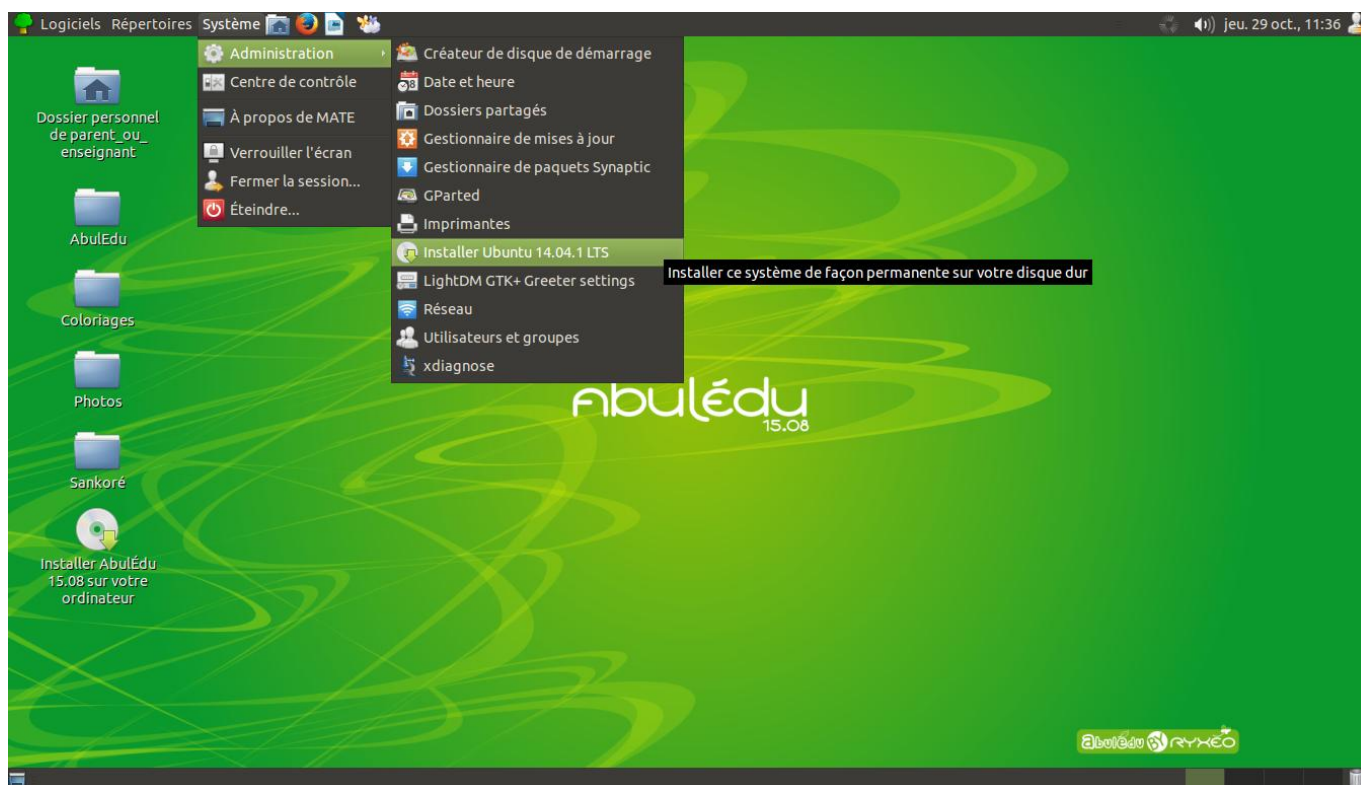 Logiciels Répertoires Système
jeu. 29 oct., 11:36
Administration
Centre de contrôle
À propos de MATE
Verrouiller l'écran
Fermer la session...
Éteindre...
Créateur de disque de démarrage
Date et heure
Dossiers partagés
Gestionnaire de mises à jour
Gestionnaire de paquets Synaptic
GParted
Imprimantes
Installer Ubuntu 14.04.1 LTS
LightDM GTK+ Greeter settings
Réseau
Utilisateurs et groupes
xdiagnose
Installer ce système de façon permanente sur votre disque dur
Dossier personnel
de parent_ou_
enseignant
AbulEdu
Coloriages
Photos
Sankoré
Installer AbulÉdu
15.08 sur votre
ordinateur
abulédu
15.08
abulédu RYXÉO